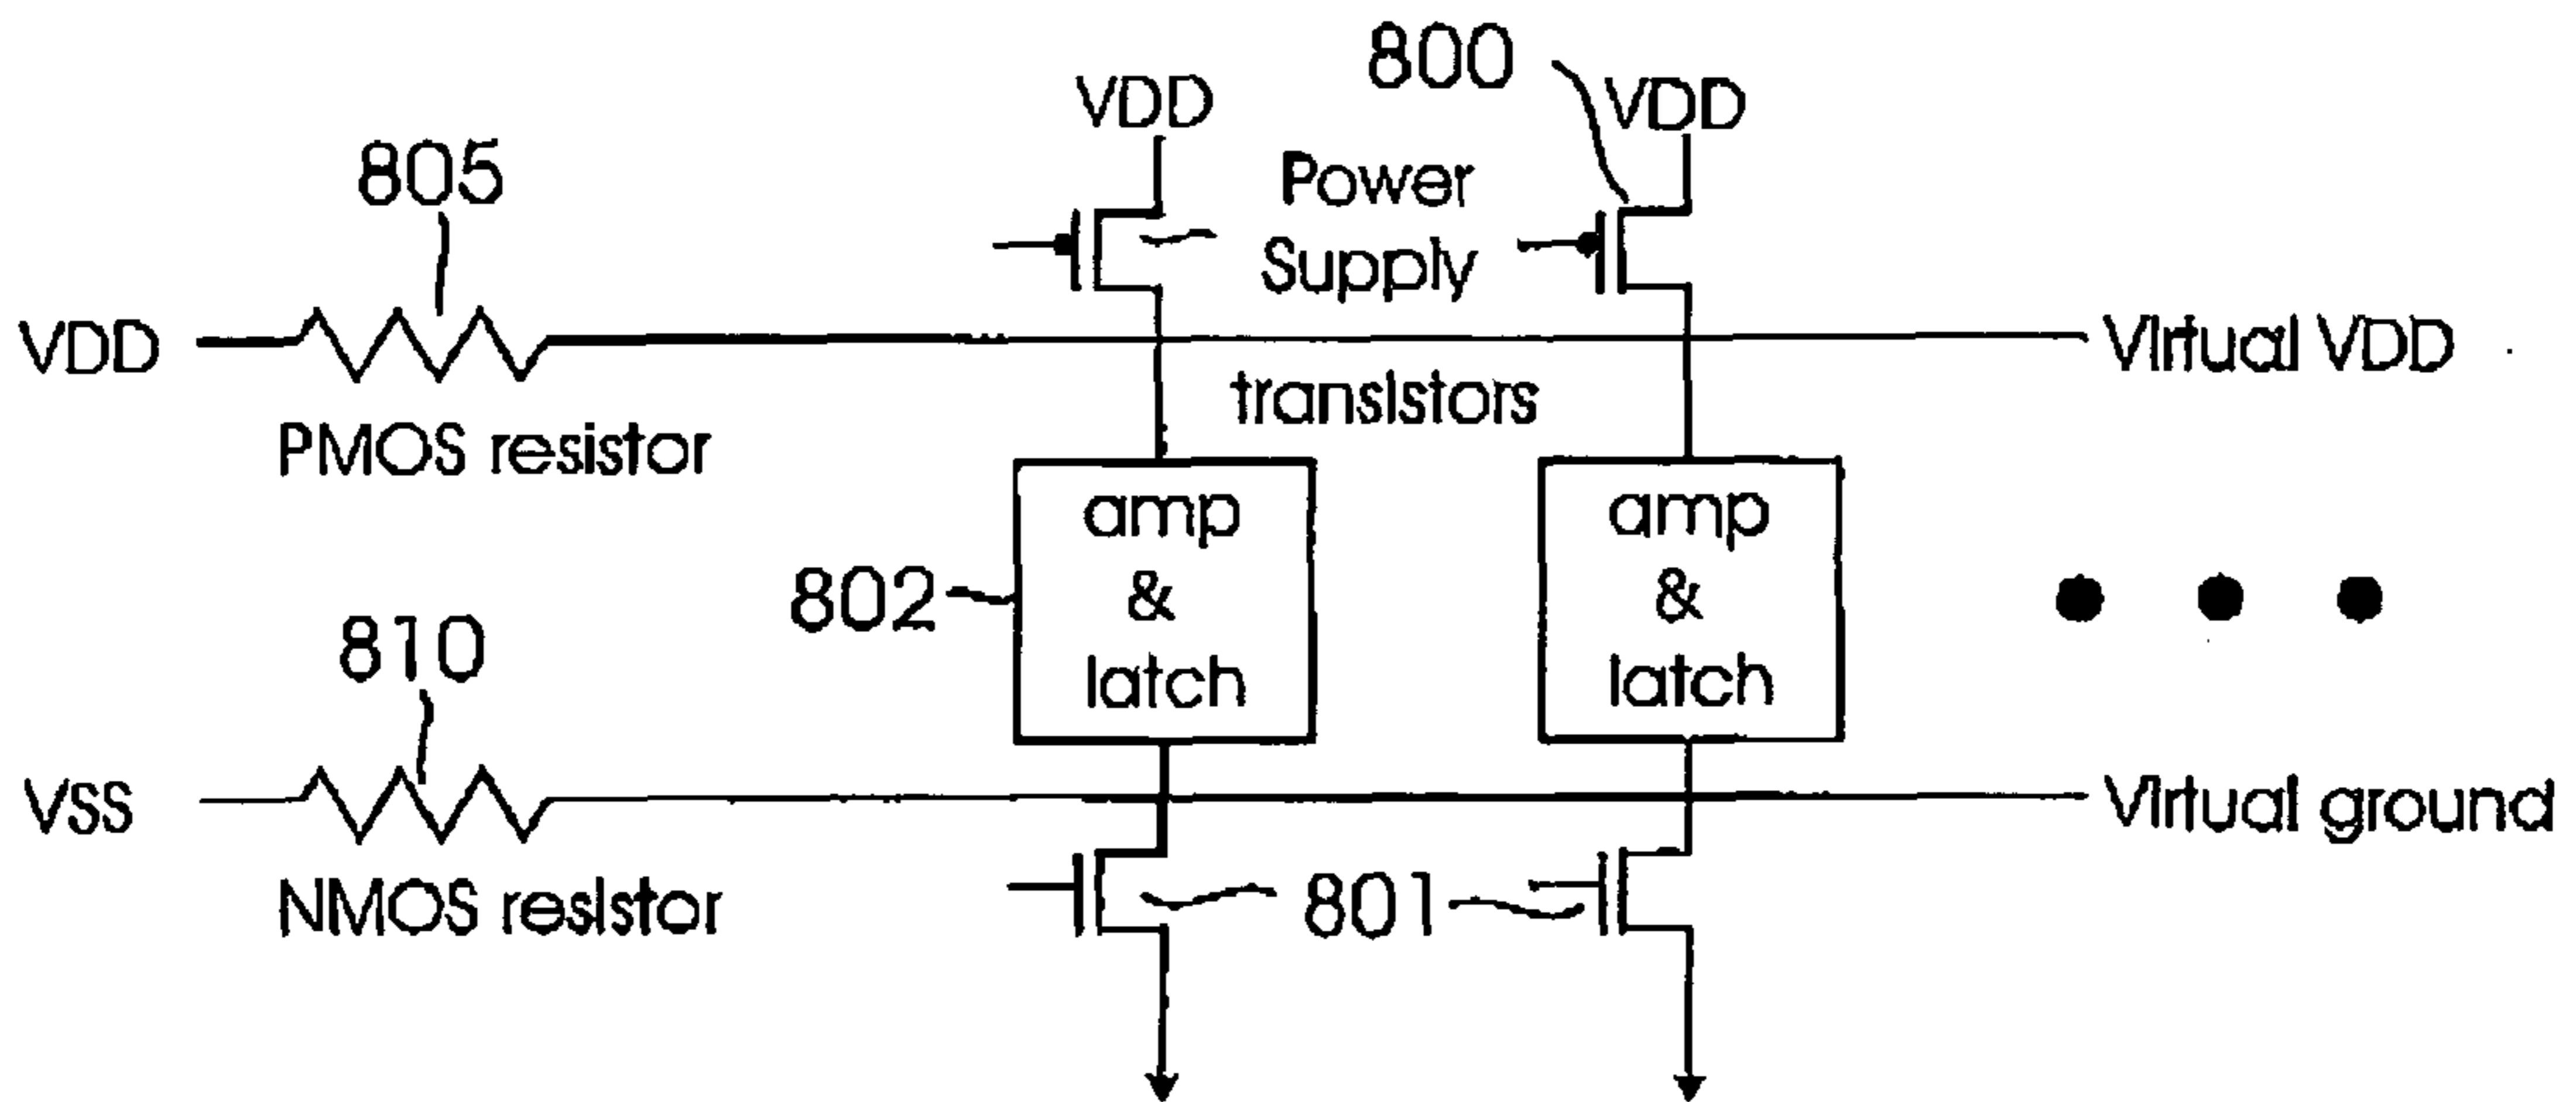 800
VDD
VDD
805
Power
Supply
VDD
Virtual VDD
transistors
PMOS resistor
amp
&
latch
amp
&
latch
802
810
VSS
Virtual ground
NMOS resistor
801